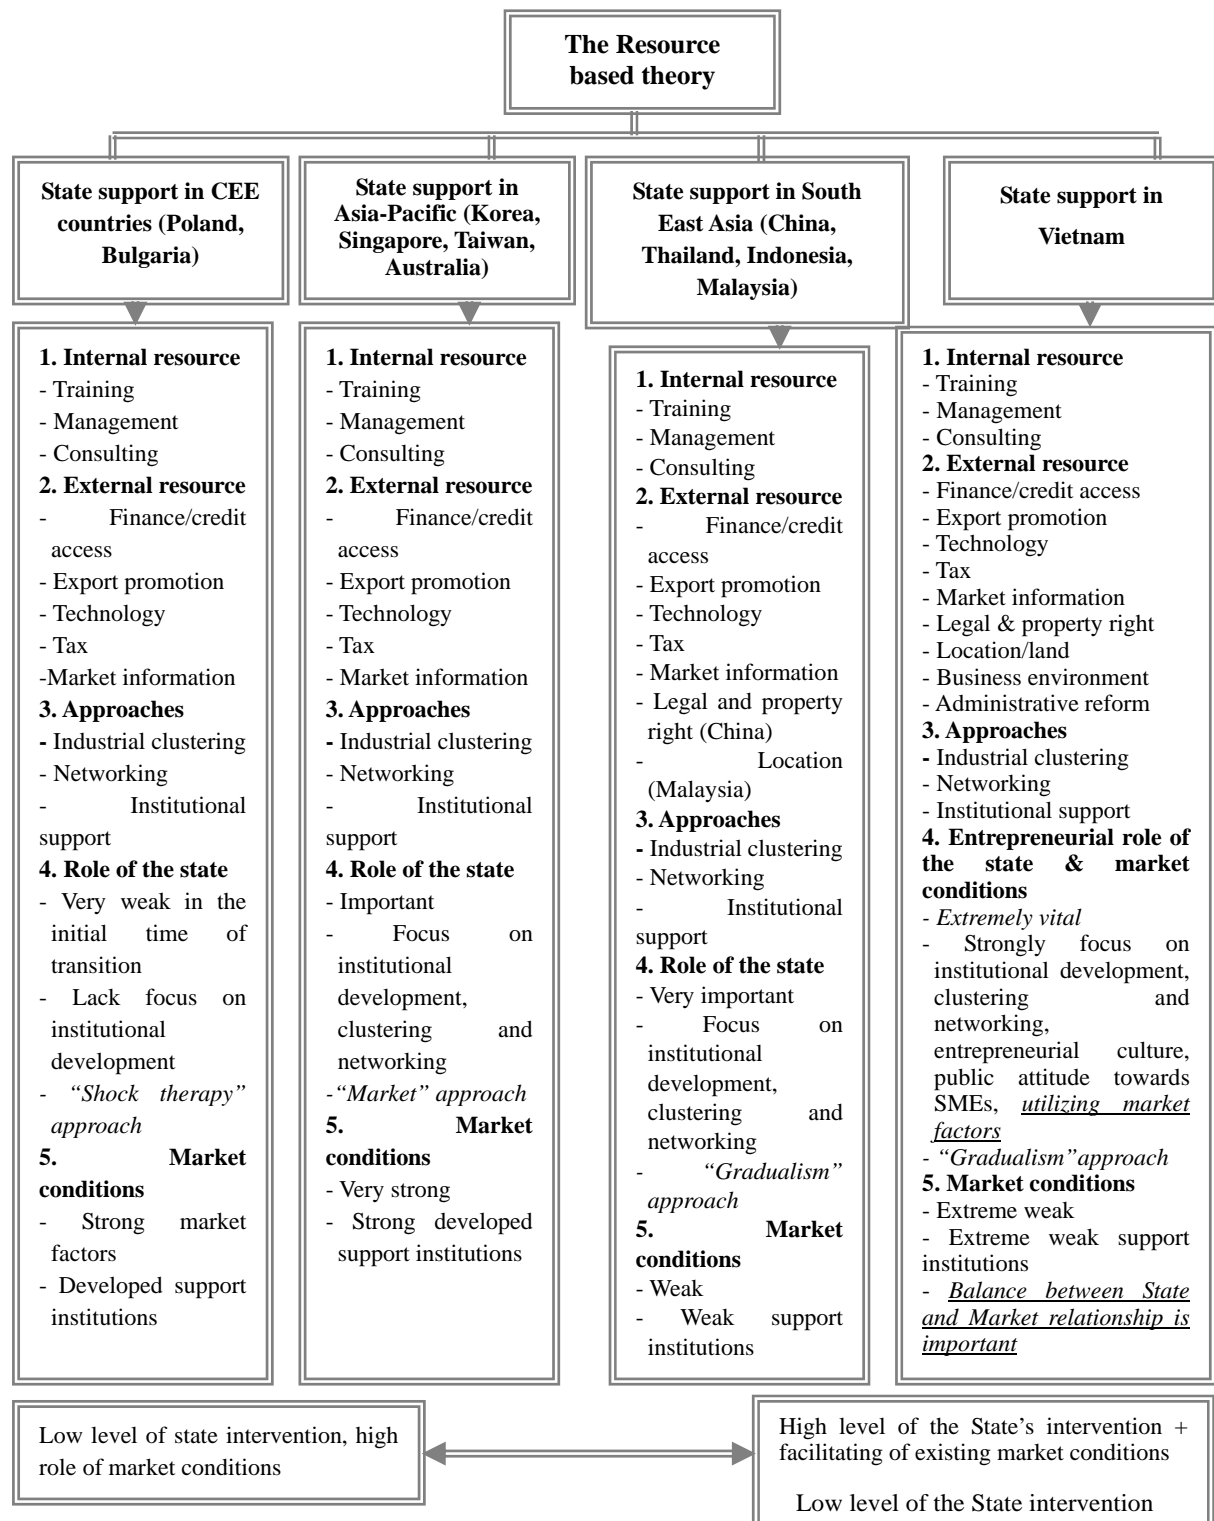 The Resource
based theory
State support in CEE
countries (Poland,
Bulgaria)
State support in
Asia-Pacific (Korea,
Singapore, Taiwan,
Australia)
State support in South
East Asia (China,
Thailand, Indonesia,
Malaysia)
State support in
Vietnam
1. Internal resource
- Training
- Management
- Consulting
2. External resource
- Finance/credit
access
- Export promotion
- Technology
- Tax
-Market information
3. Approaches
- Industrial clustering
- Networking
- Institutional
support
4. Role of the state
- Very weak in the
initial time of
transition
- Lack focus on
institutional
development
- “Shock therapy”
approach
5. Market
conditions
- Strong market
factors
- Developed support
institutions
1. Internal resource
- Training
- Management
- Consulting
2. External resource
- Finance/credit
access
- Export promotion
- Technology
- Tax
- Market information
3. Approaches
- Industrial clustering
- Networking
- Institutional
support
4. Role of the state
- Important
- Focus on
institutional
development,
clustering and
networking
-“Market” approach
5. Market
conditions
- Very strong
- Strong developed
support institutions
1. Internal resource
- Training
- Management
- Consulting
2. External resource
- Finance/credit
access
- Export promotion
- Technology
- Tax
- Market information
- Legal and property
right (China)
- Location
(Malaysia)
3. Approaches
- Industrial clustering
- Networking
- Institutional
support
4. Role of the state
- Very important
- Focus on
institutional
development,
clustering and
networking
- “Gradualism”
approach
5. Market
conditions
- Weak
- Weak support
institutions
1. Internal resource
- Training
- Management
- Consulting
2. External resource
- Finance/credit access
- Export promotion
- Technology
- Tax
- Market information
- Legal & property right
- Location/land
- Business environment
- Administrative reform
3. Approaches
- Industrial clustering
- Networking
- Institutional support
4. Entrepreneurial role of
the state & market
conditions
- Extremely vital
- Strongly focus on
institutional development,
clustering and
networking,
entrepreneurial culture,
public attitude towards
SMEs, utilizing market
factors
- “Gradualism”approach
5. Market conditions
- Extreme weak
- Extreme weak support
institutions
- Balance between State
and Market relationship is
important
Low level of state intervention, high
role of market conditions
High level of the State’s intervention +
facilitating of existing market conditions
Low level of the State intervention